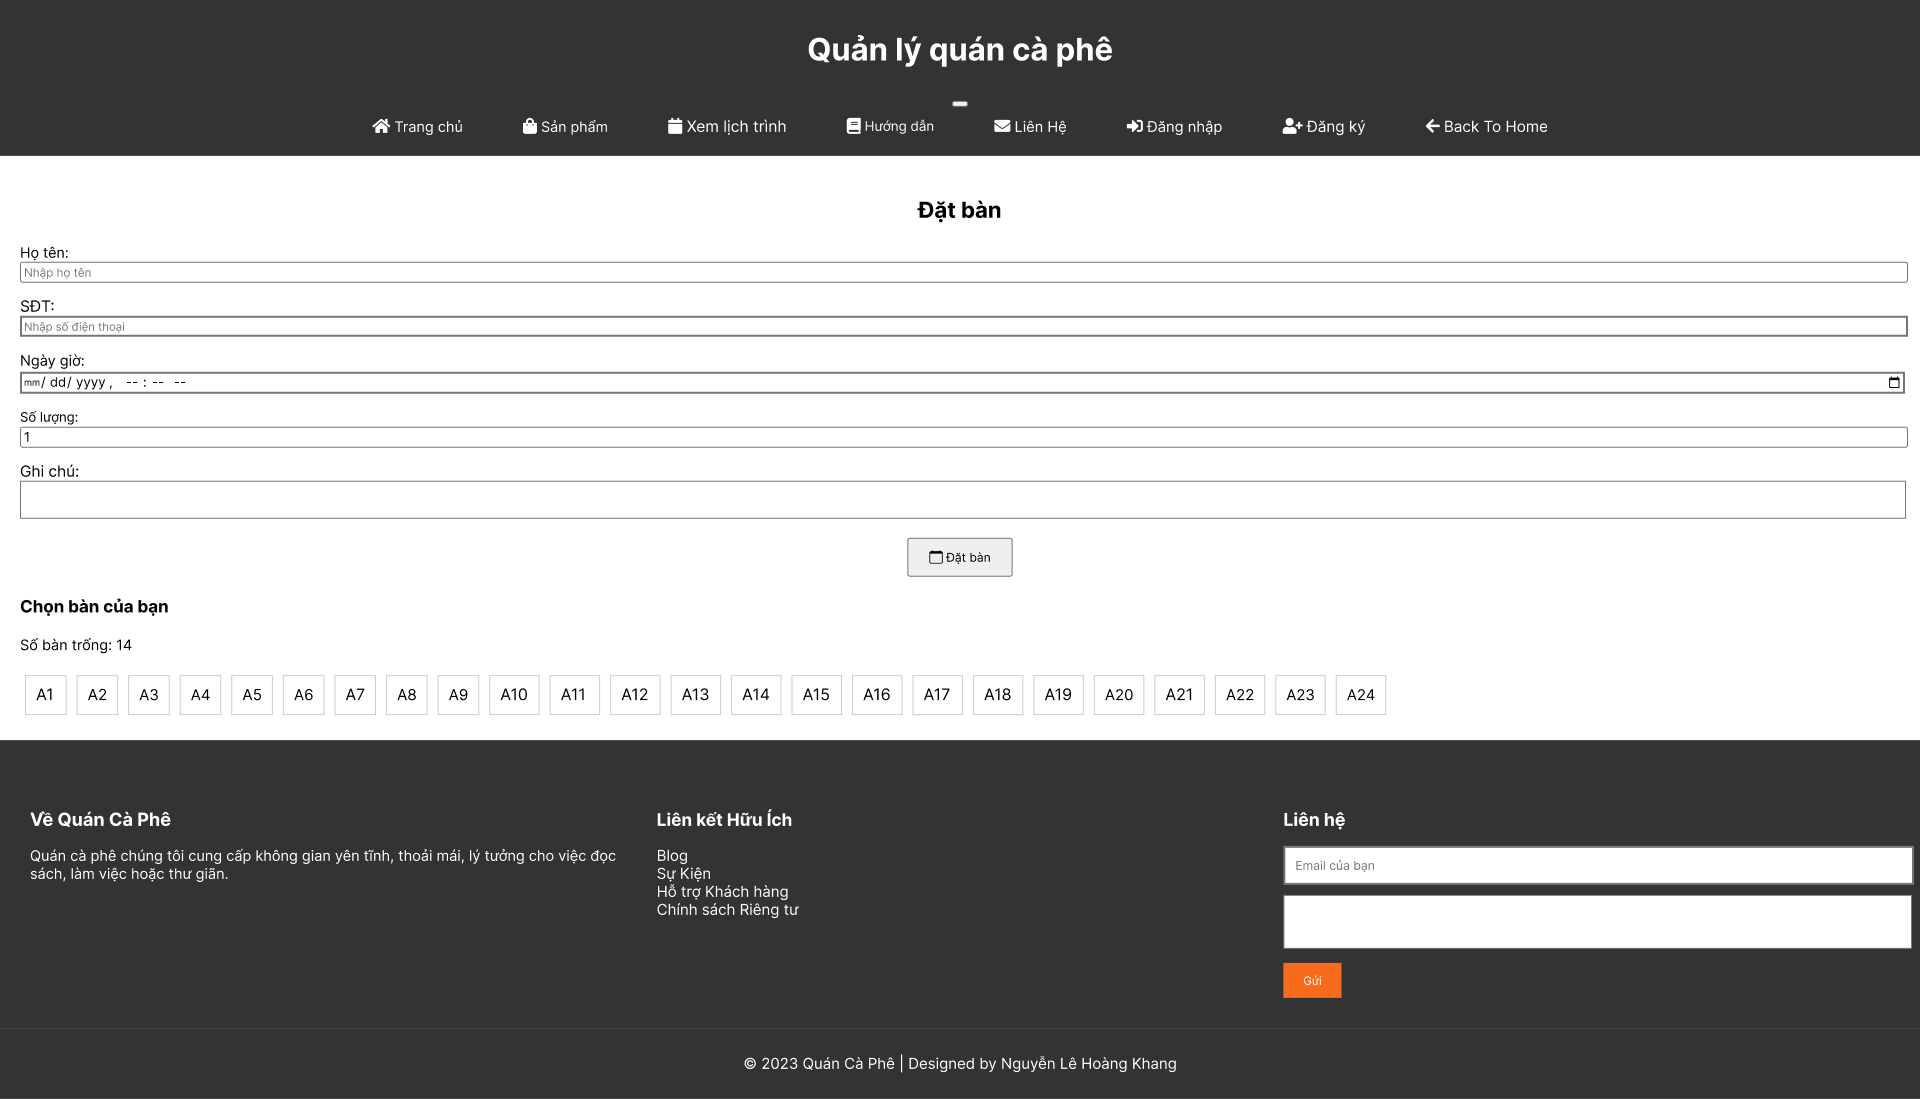 Quản lý quán cà phê
Trang chủ Sản phẩm Xem lịch trình Hướng dẫn Liên Hệ Đăng nhập Đăng ký Back To Home
Đặt bàn
Họ tên:
Nhập họ tên
SĐT:
Nhập số điện thoại
Ngày giờ:
mm/ dd/ yyyy , -- : -- --
Số lượng:
1
Ghi chú:
Đặt bàn
Chọn bàn của bạn
Số bàn trống: 14
A1 A2 A3 A4 A5 A6 A7 A8 A9 A10 A11 A12 A13 A14 A15 A16 A17 A18 A19 A20 A21 A22 A23 A24
Về Quán Cà Phê
Quán cà phê chúng tôi cung cấp không gian yên tĩnh, thoải mái, lý tưởng cho việc đọc
sách, làm việc hoặc thư giãn.
Liên kết Hữu Ích
Blog
Sự Kiện
Hỗ trợ Khách hàng
Chính sách Riêng tư
Liên hệ
Email của bạn
Gửi
© 2023 Quán Cà Phê | Designed by Nguyễn Lê Hoàng Khang